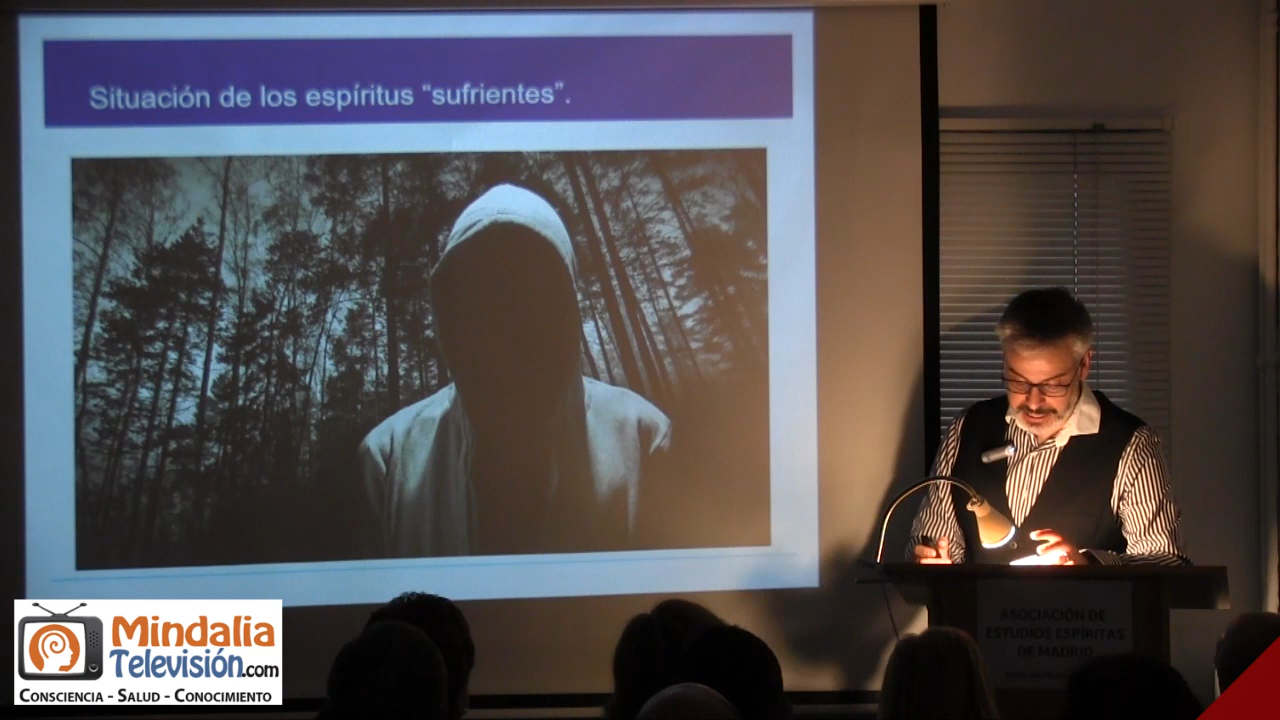 Situación de los espíritus “sufrientes”.
Mindalia
Televisión.com
CONSCIENCIA - SALUD - CONOCIMIENTO
ASOCIACIÓN DE
ESTUDIOS ESPÍRITAS
DE MADRID